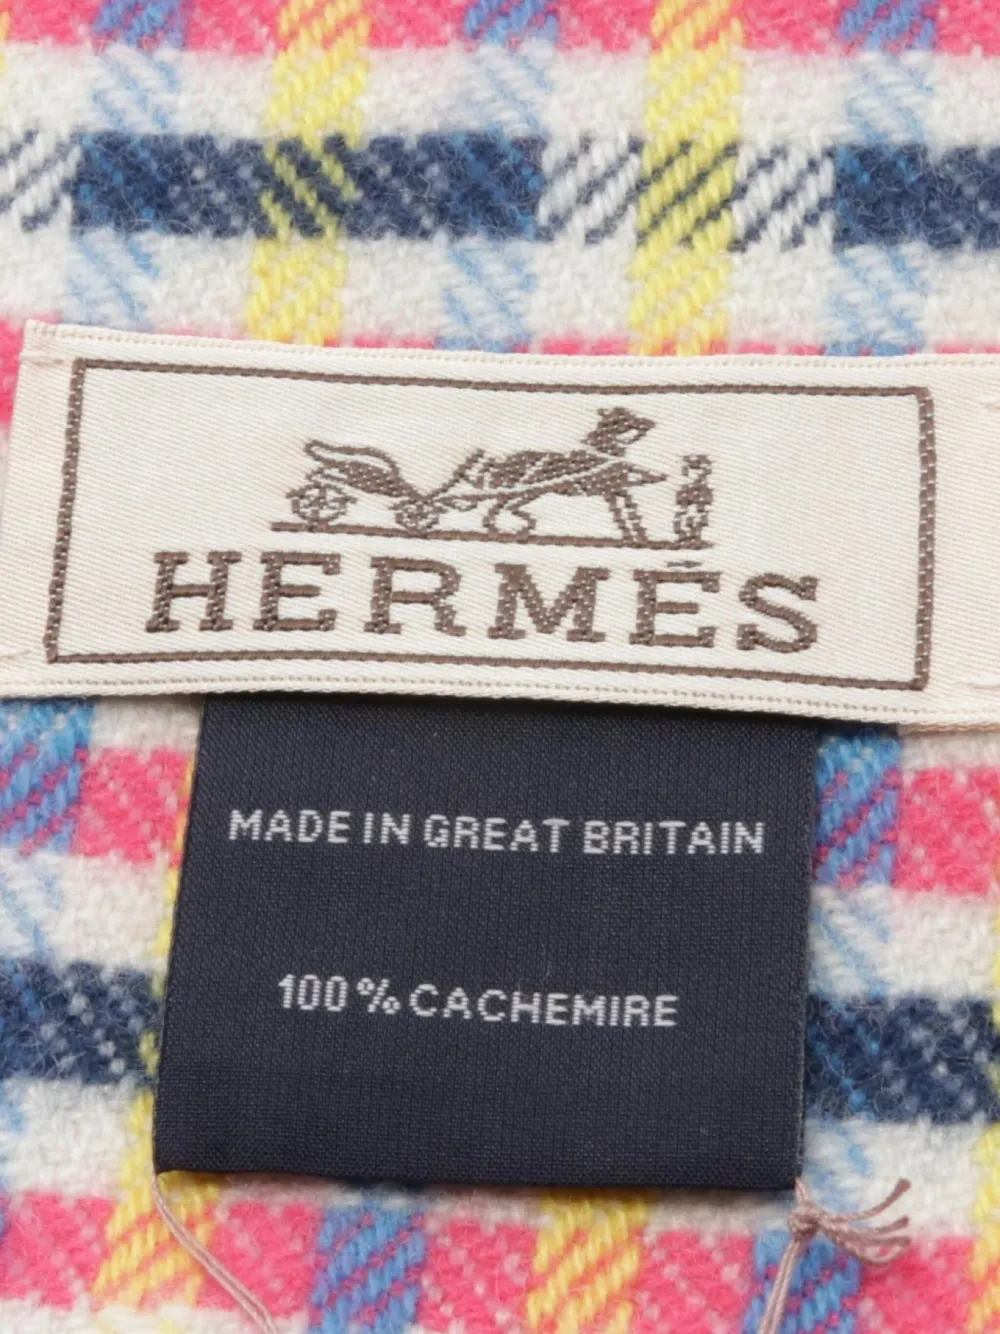 HERMÈS
MADE IN GREAT BRITAIN
100% CACHEMIRE